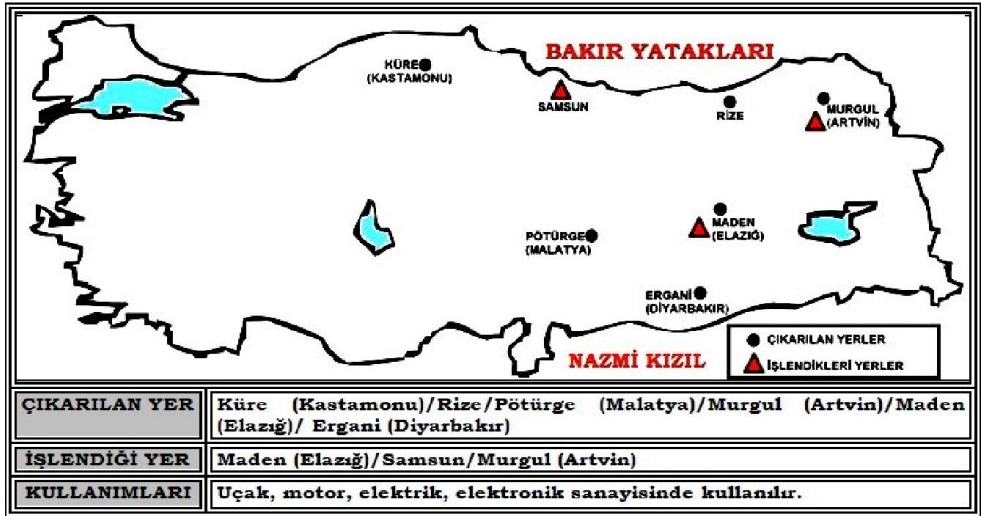 BAKIR YATAKLARI
KÜRE
(KASTAMONU)
SAMSUN
RİZE
MURGUL
(ARTVİN)
PÖTÜRGE
(MALATYA)
MADEN
(ELAZIĞ)
ERGANİ
(DİYARBAKIR)
NAZMİ KIZIL
ÇIKARILAN YERLER
İŞLENDİKLERİ YERLER
ÇIKARILAN YER
Küre (Kastamonu)/Rize/Pötürge (Malatya)/Murgul (Artvin)/Maden
(Elazığ)/ Ergani (Diyarbakır)
İŞLENDİĞİ YER
Maden (Elazığ)/Samsun/Murgul (Artvin)
KULLANIMLARI
Uçak, motor, elektrik, elektronik sanayisinde kullanılır.